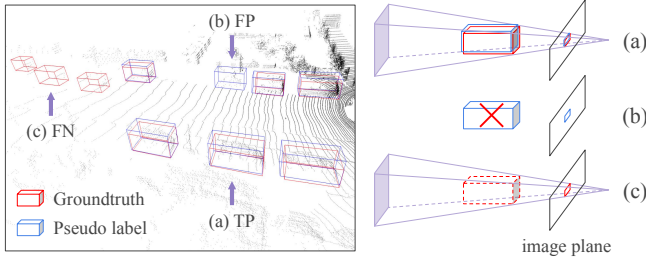 (b) FP
(c) FN
(a) TP
Groundtruth
Pseudo label
(a)
(b)
(c)
image plane